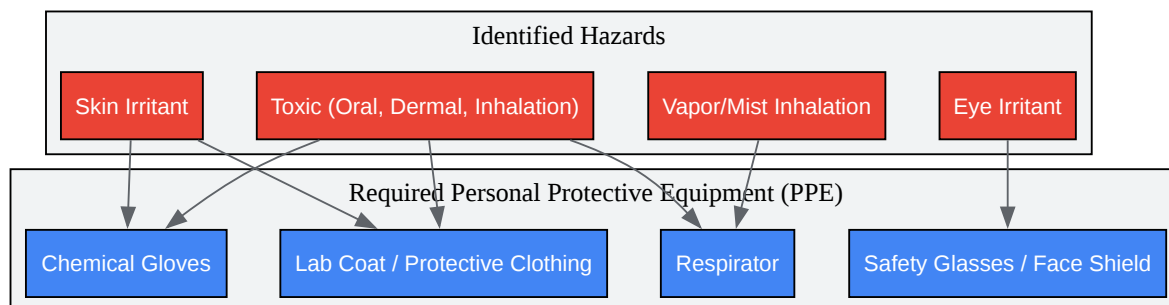 Identified Hazards
Skin Irritant
Toxic (Oral, Dermal, Inhalation)
Vapor/Mist Inhalation
Eye Irritant
Required Personal Protective Equipment (PPE)
Chemical Gloves
Lab Coat / Protective Clothing
Respirator
Safety Glasses / Face Shield